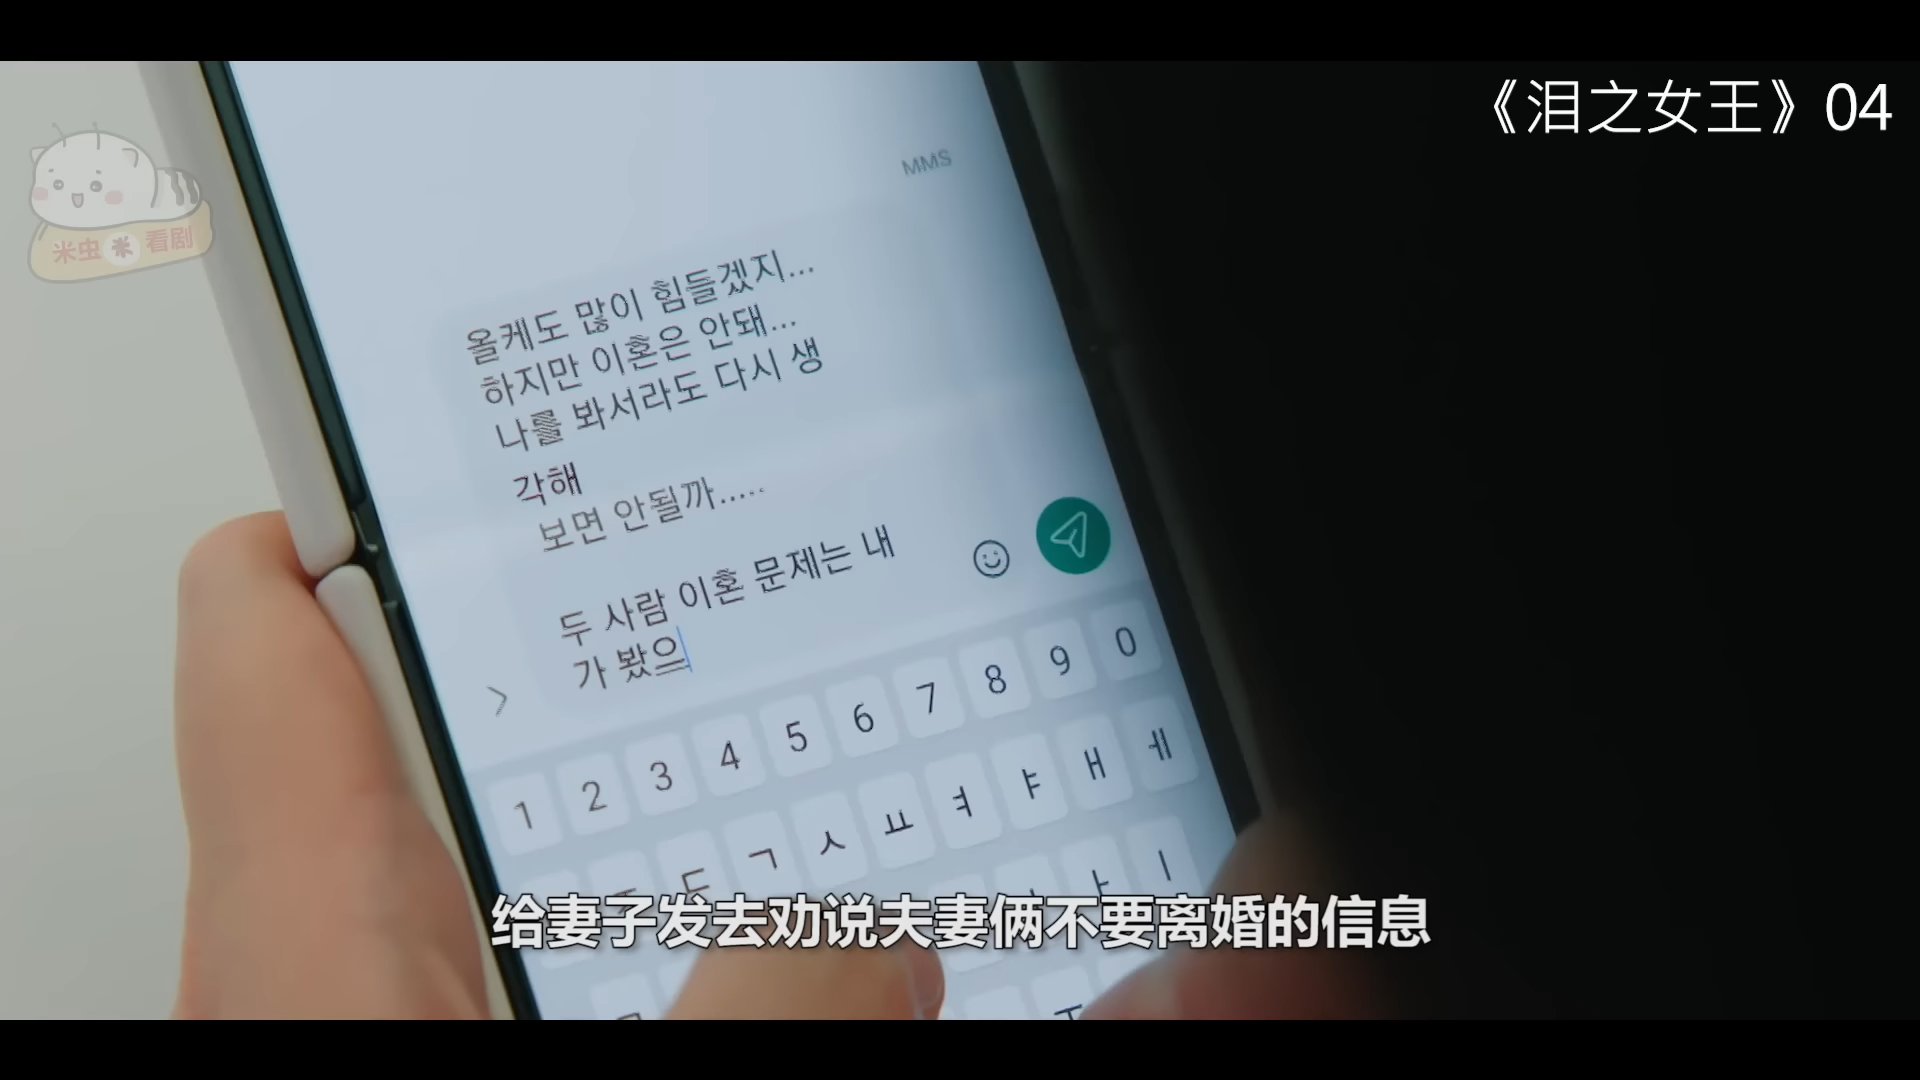 《泪之女王》04
米虫米看剧
MMS
올케도 많이 힘들겠지...
하지만 이혼은 안돼...
나를 봐서라도 다시 생
각해
보면 안될까.....
두 사람 이혼 문제는 내
가 봤으
1 2 3 4 5 6 7 8 9 0
ㄷ ㄱ ㅅ ㅛ ㅕ ㅑ ㅐ ㅔ
ㅏ ㅣ
给妻子发去劝说夫妻俩不要离婚的信息